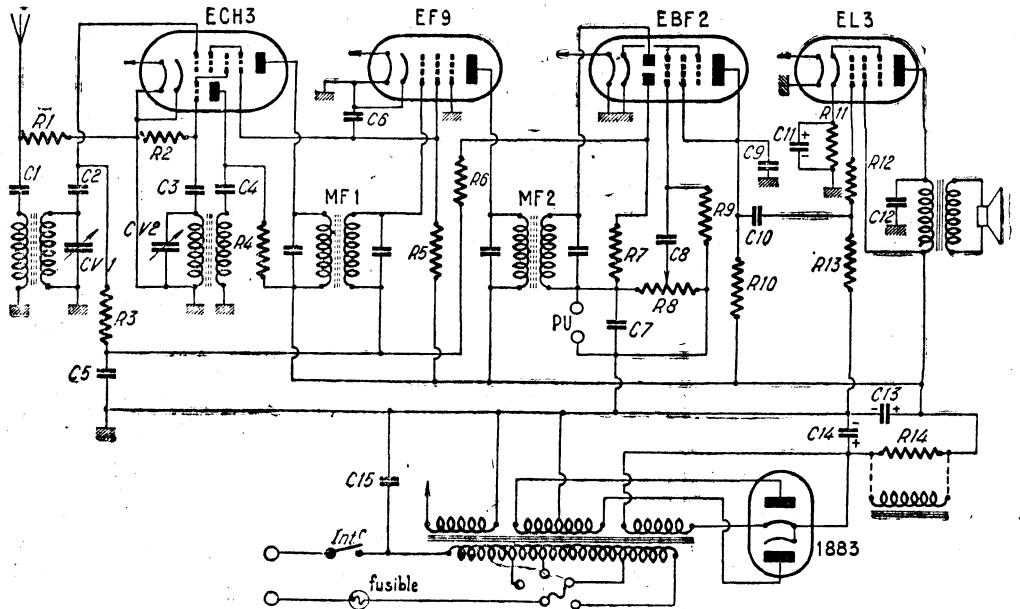 ECH3
EF9
EBF2
EL3
R1
R2
C6
C9
C11
R11
R12
C1
C2
C3
C4
R6
MF1
MF2
R9
C12
CV1
CV2
R4
R5
R7
C8
C10
R13
R3
R8
R10
PU
C7
C5
C13
C14
R14
C15
Intr
1883
fusible